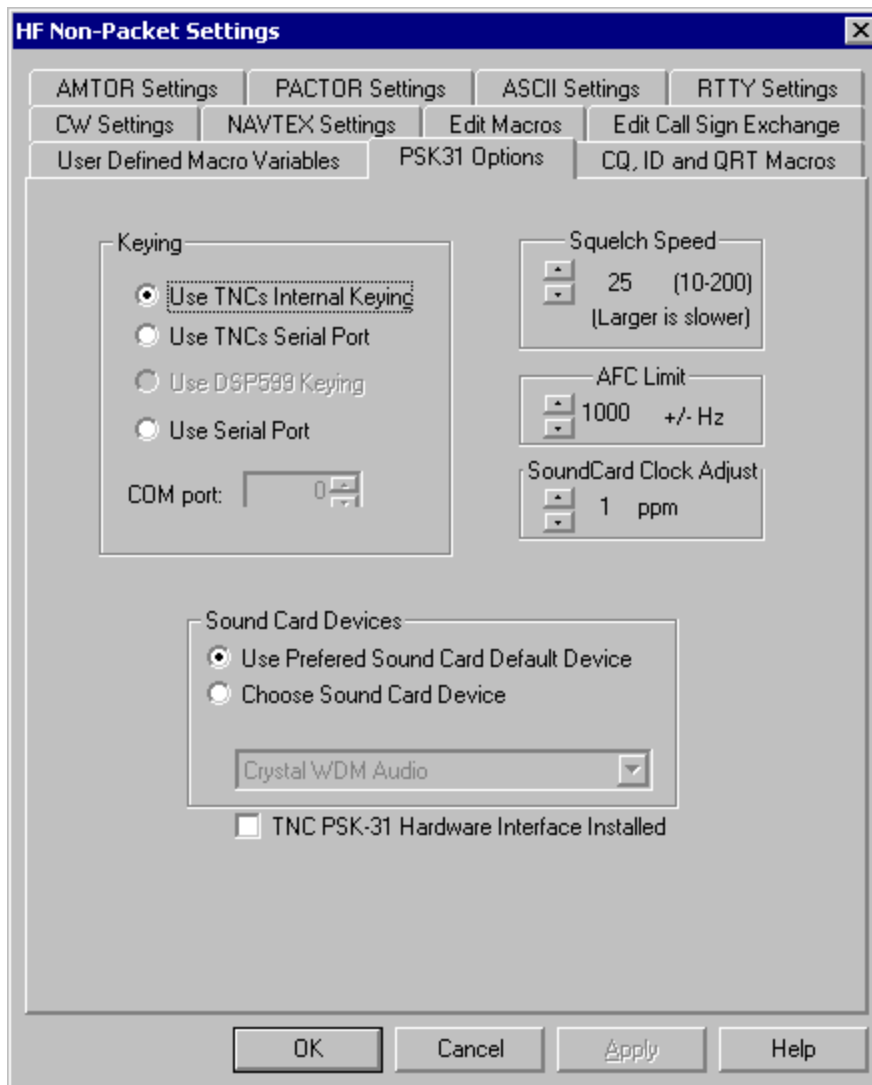 HF Non-Packet Settings
AMTOR Settings PACTOR Settings ASCII Settings RTTY Settings
CW Settings NAVTEX Settings Edit Macros Edit Call Sign Exchange
User Defined Macro Variables PSK31 Options CQ, ID and QRT Macros
Keying
Use TNCs Internal Keying
Use TNCs Serial Port
Use DSP599 Keying
Use Serial Port
COM port: 0
Squelch Speed
25 (10-200)
(Larger is slower)
AFC Limit
1000 +/- Hz
SoundCard Clock Adjust
1 ppm
Sound Card Devices
Use Prefered Sound Card Default Device
Choose Sound Card Device
Crystal WDM Audio
TNC PSK-31 Hardware Interface Installed
OK Cancel Apply Help